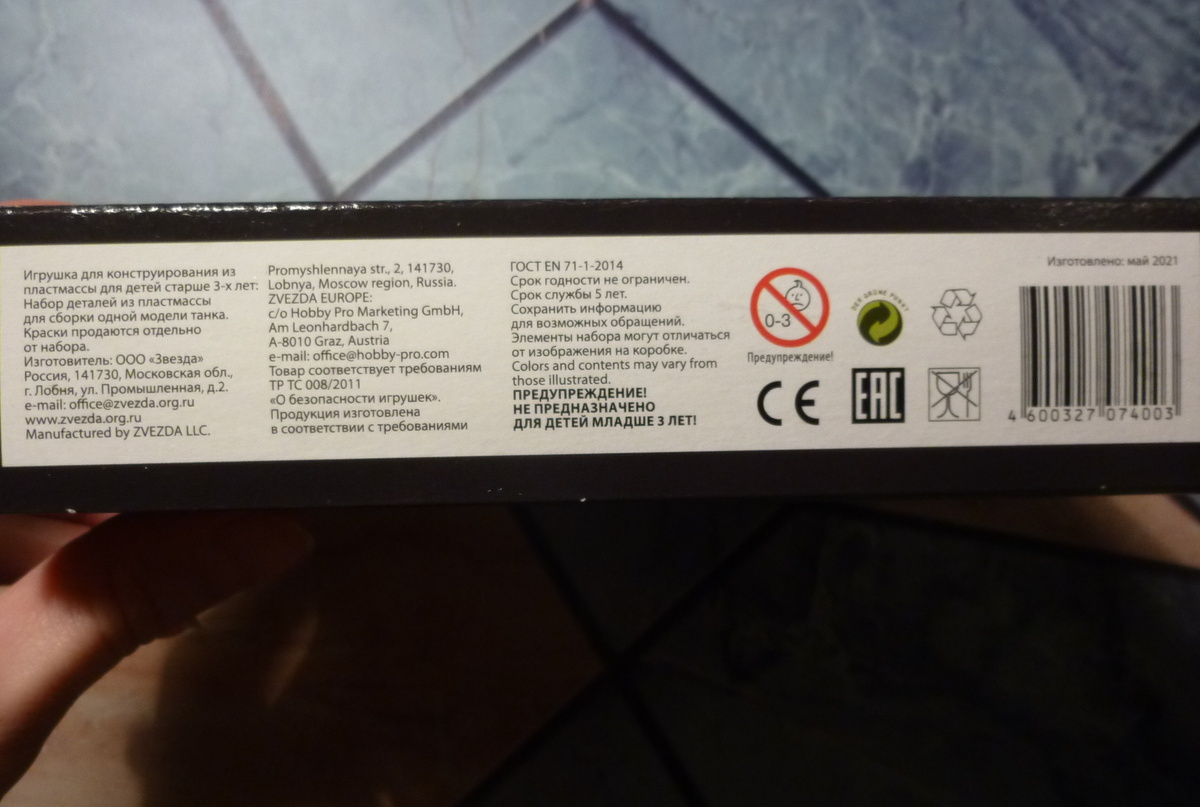 Игрушка для конструирования из
пластмассы для детей старше 3-х лет:
Набор деталей из пластмассы
для сборки одной модели танка.
Краски продаются отдельно
от набора.
Изготовитель: ООО «Звезда»
Россия, 141730, Московская обл.,
г. Лобня, ул. Промышленная, д.2.
e-mail: office@zvezda.org.ru
www.zvezda.org.ru
Manufactured by ZVEZDA LLC.
Promyshlennaya str., 2, 141730,
Lobnya, Moscow region, Russia.
ZVEZDA EUROPE:
c/o Hobby Pro Marketing GmbH,
Am Leonhardbach 7,
A-8010 Graz, Austria
e-mail: office@hobby-pro.com
Товар соответствует требованиям
ТР ТС 008/2011
«О безопасности игрушек».
Продукция изготовлена
в соответствии с требованиями
ГОСТ EN 71-1-2014
Срок годности не ограничен.
Срок службы 5 лет.
Сохранить информацию
для возможных обращений.
Элементы набора могут отличаться
от изображения на коробке.
Colors and contents may vary from
those illustrated.
ПРЕДУПРЕЖДЕНИЕ!
НЕ ПРЕДНАЗНАЧЕНО
ДЛЯ ДЕТЕЙ МЛАДШЕ 3 ЛЕТ!
0-3
Предупреждение!
CE
DER GRÜNE PUNKT
EAC
Изготовлено: май 2021
4 600327 074003